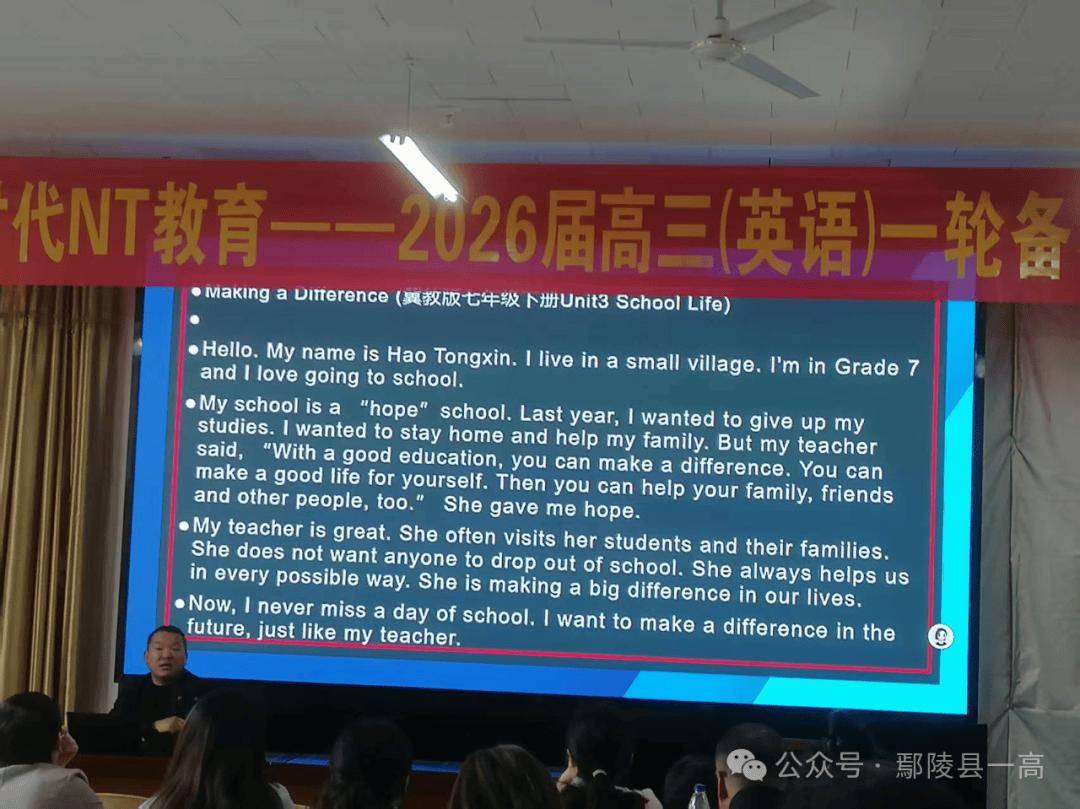 代NT教育——2026届高三(英语)一轮备
Making a Difference (冀教版七年级下册Unit3 School Life)
Hello. My name is Hao Tongxin. I live in a small village. I'm in Grade 7
and I love going to school.
My school is a “hope” school. Last year, I wanted to give up my
studies. I wanted to stay home and help my family. But my teacher
said, “With a good education, you can make a difference. You can
make a good life for yourself. Then you can help your family, friends
and other people, too.” She gave me hope.
My teacher is great. She often visits her students and their families.
She does not want anyone to drop out of school. She always helps us
in every possible way. She is making a big difference in our lives.
Now, I never miss a day of school. I want to make a difference in the
future, just like my teacher.
公众号·鄢陵县一高